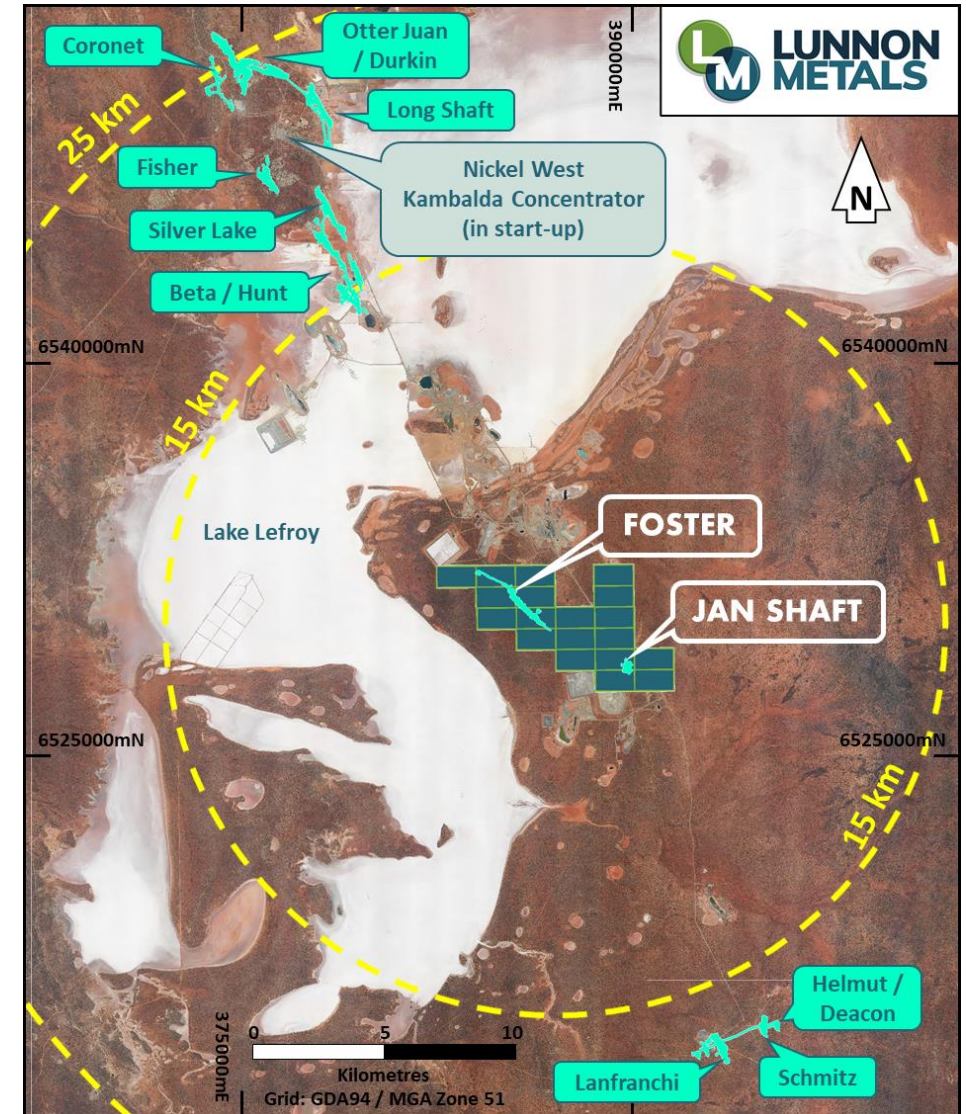 LM
LUNNON
METALS
Coronet
Otter Juan
/ Durkin
390000mE
Long Shaft
25 km
Fisher
Nickel West
Kambalda Concentrator
(in start-up)
N
Silver Lake
Beta / Hunt
6540000mN
6540000mN
15 km
Lake Lefroy
FOSTER
JAN SHAFT
6525000mN
6525000mN
15 km
Helmut /
Deacon
375000mE
0 5 10
Kilometres
Grid: GDA94 / MGA Zone 51
Lanfranchi
Schmitz